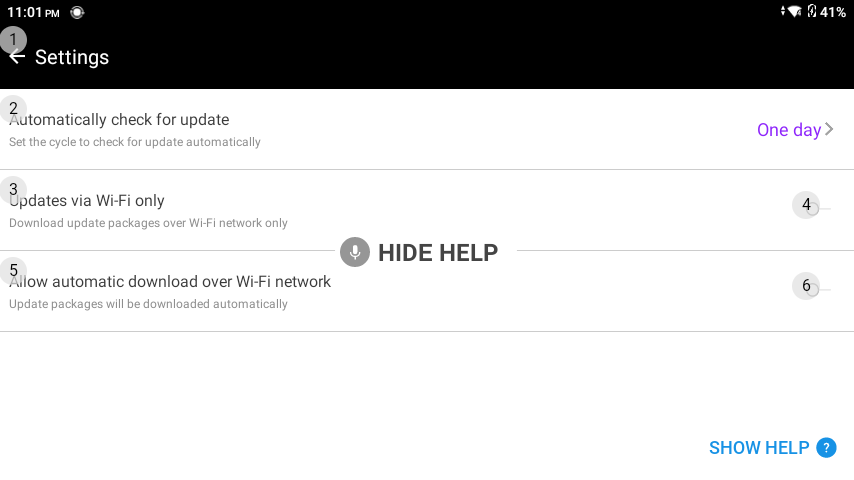 11:01 PM
41%
1
Settings
2
Automatically check for update
Set the cycle to check for update automatically
One day
3
Updates via Wi-Fi only
Download update packages over Wi-Fi network only
4
HIDE HELP
5
Allow automatic download over Wi-Fi network
Update packages will be downloaded automatically
6
SHOW HELP ?